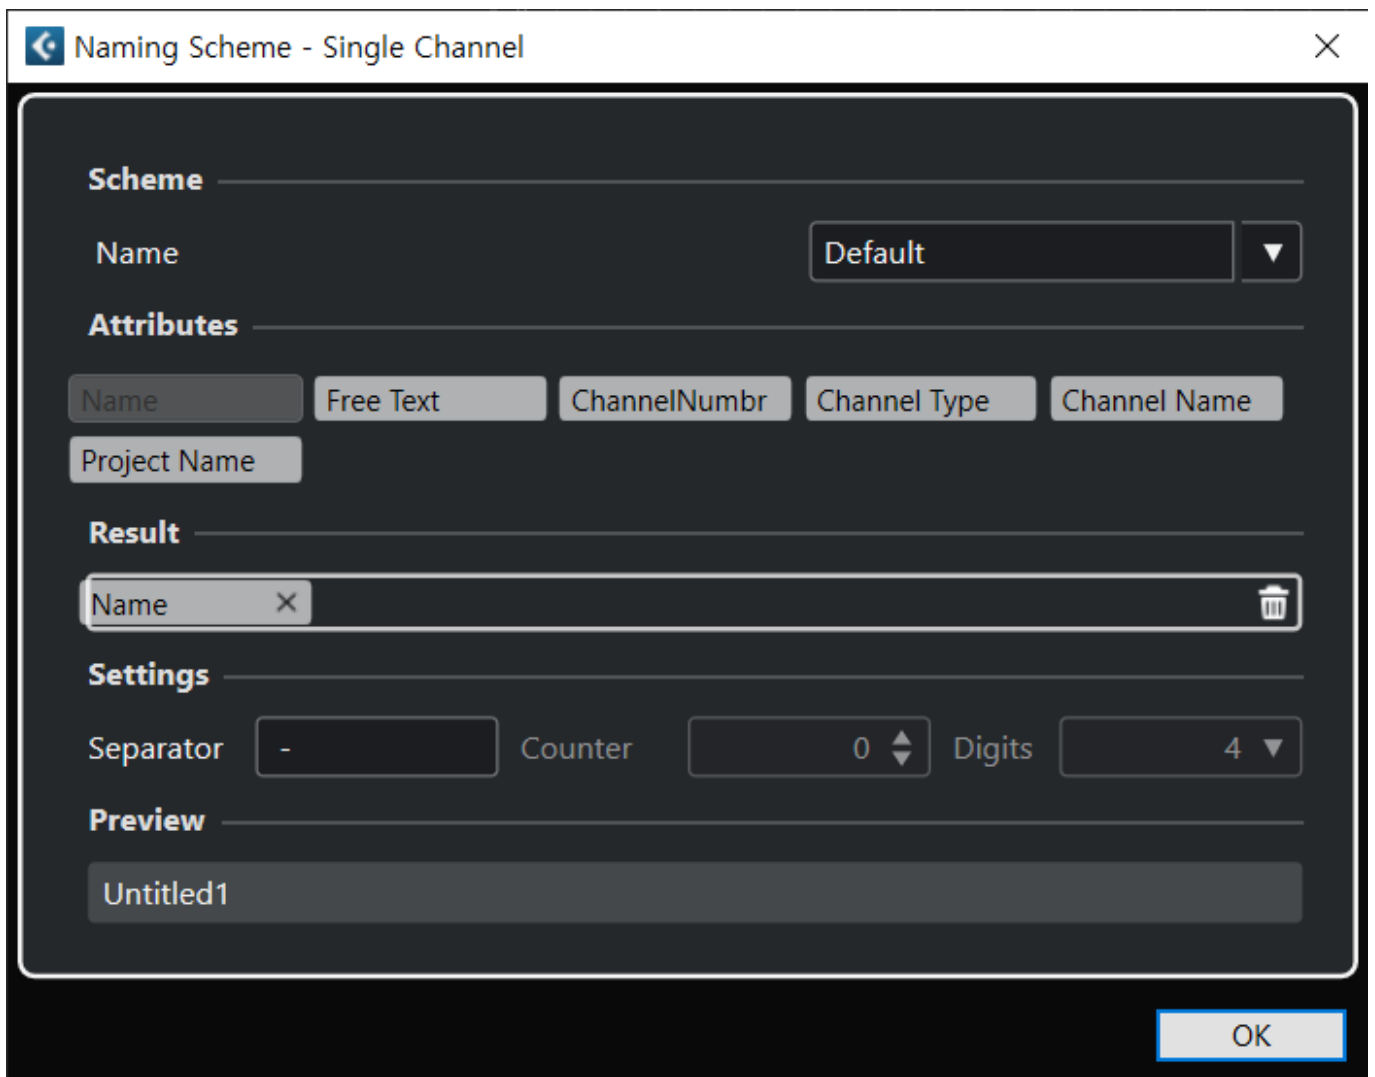 Naming Scheme - Single Channel
Scheme
Name Default
Attributes
Name Free Text ChannelNumbr Channel Type Channel Name
Project Name
Result
Name
Settings
Separator - Counter 0 Digits 4
Preview
Untitled1
OK